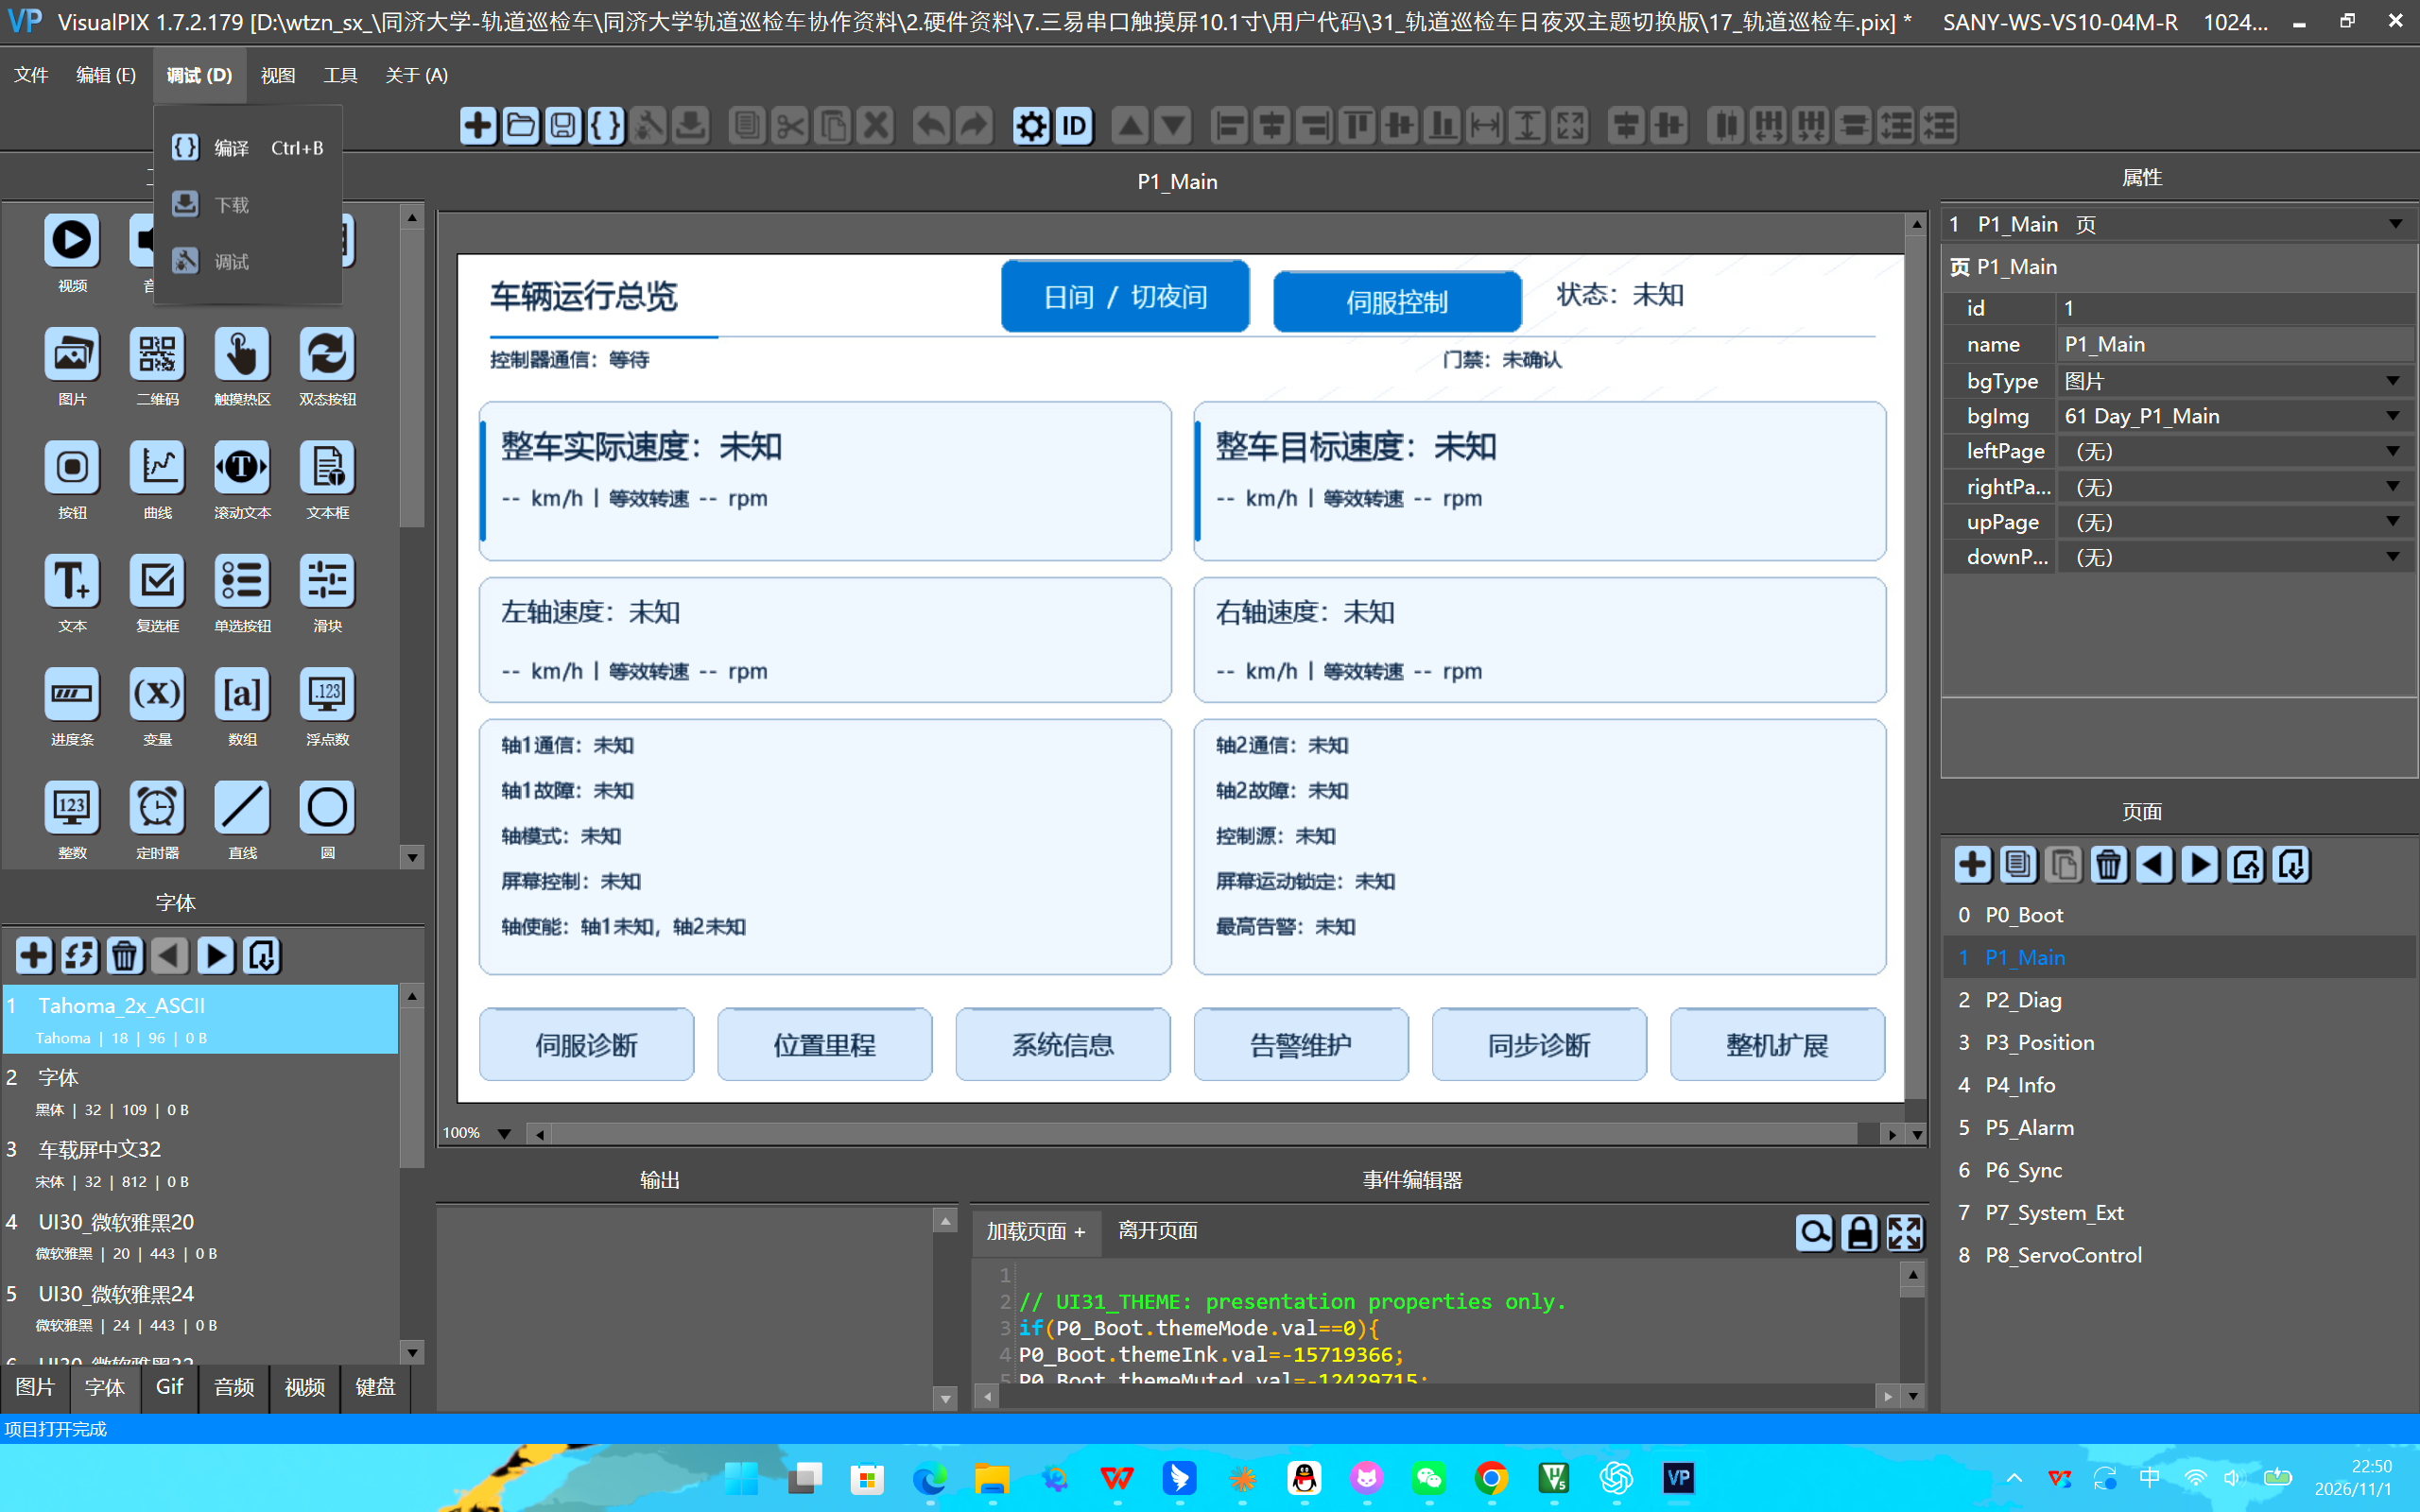 VP VisualPIX 1.7.2.179 [D:\wtzn_sx_\同济大学-轨道巡检车\同济大学轨道巡检车协作资料\2.硬件资料\7.三易串口触摸屏10.1寸\用户代码\31_轨道巡检车日夜双主题切换版\17_轨道巡检车.pix] * SANY-WS-VS10-04M-R 1024...
文件 编辑 (E) 调试 (D) 视图 工具 关于 (A)
{} 编译 Ctrl+B
下载
调试
{} ID
P1_Main
视频
图片 二维码 触摸热区 双态按钮
按钮 曲线 滚动文本 文本框
文本 复选框 单选按钮 滑块
进度条 变量 数组 浮点数
整数 定时器 直线 圆
字体
1 Tahoma_2x_ASCII
Tahoma | 18 | 96 | 0 B
2 字体
黑体 | 32 | 109 | 0 B
3 车载屏中文32
宋体 | 32 | 812 | 0 B
4 UI30_微软雅黑20
微软雅黑 | 20 | 443 | 0 B
5 UI30_微软雅黑24
微软雅黑 | 24 | 443 | 0 B
图片 字体 Gif 音频 视频 键盘
车辆运行总览 日间 / 切夜间 伺服控制 状态：未知
控制器通信：等待 门禁：未确认
整车实际速度：未知
-- km/h | 等效转速 -- rpm
整车目标速度：未知
-- km/h | 等效转速 -- rpm
左轴速度：未知
-- km/h | 等效转速 -- rpm
右轴速度：未知
-- km/h | 等效转速 -- rpm
轴1通信：未知
轴1故障：未知
轴模式：未知
屏幕控制：未知
轴使能：轴1未知，轴2未知
轴2通信：未知
轴2故障：未知
控制源：未知
屏幕运动锁定：未知
最高告警：未知
伺服诊断 位置里程 系统信息 告警维护 同步诊断 整机扩展
100%
输出
事件编辑器
加载页面 + 离开页面
1
2 // UI31_THEME: presentation properties only.
3 if(P0_Boot.themeMode.val==0){
4 P0_Boot.themeInk.val=-15719366;
5 P0_Boot.themeMuted.val=-12429715;
属性
1 P1_Main 页
页 P1_Main
id 1
name P1_Main
bgType 图片
bgImg 61 Day_P1_Main
leftPage (无)
rightPa... (无)
upPage (无)
downP... (无)
页面
0 P0_Boot
1 P1_Main
2 P2_Diag
3 P3_Position
4 P4_Info
5 P5_Alarm
6 P6_Sync
7 P7_System_Ext
8 P8_ServoControl
项目打开完成
中
22:50
2026/11/1